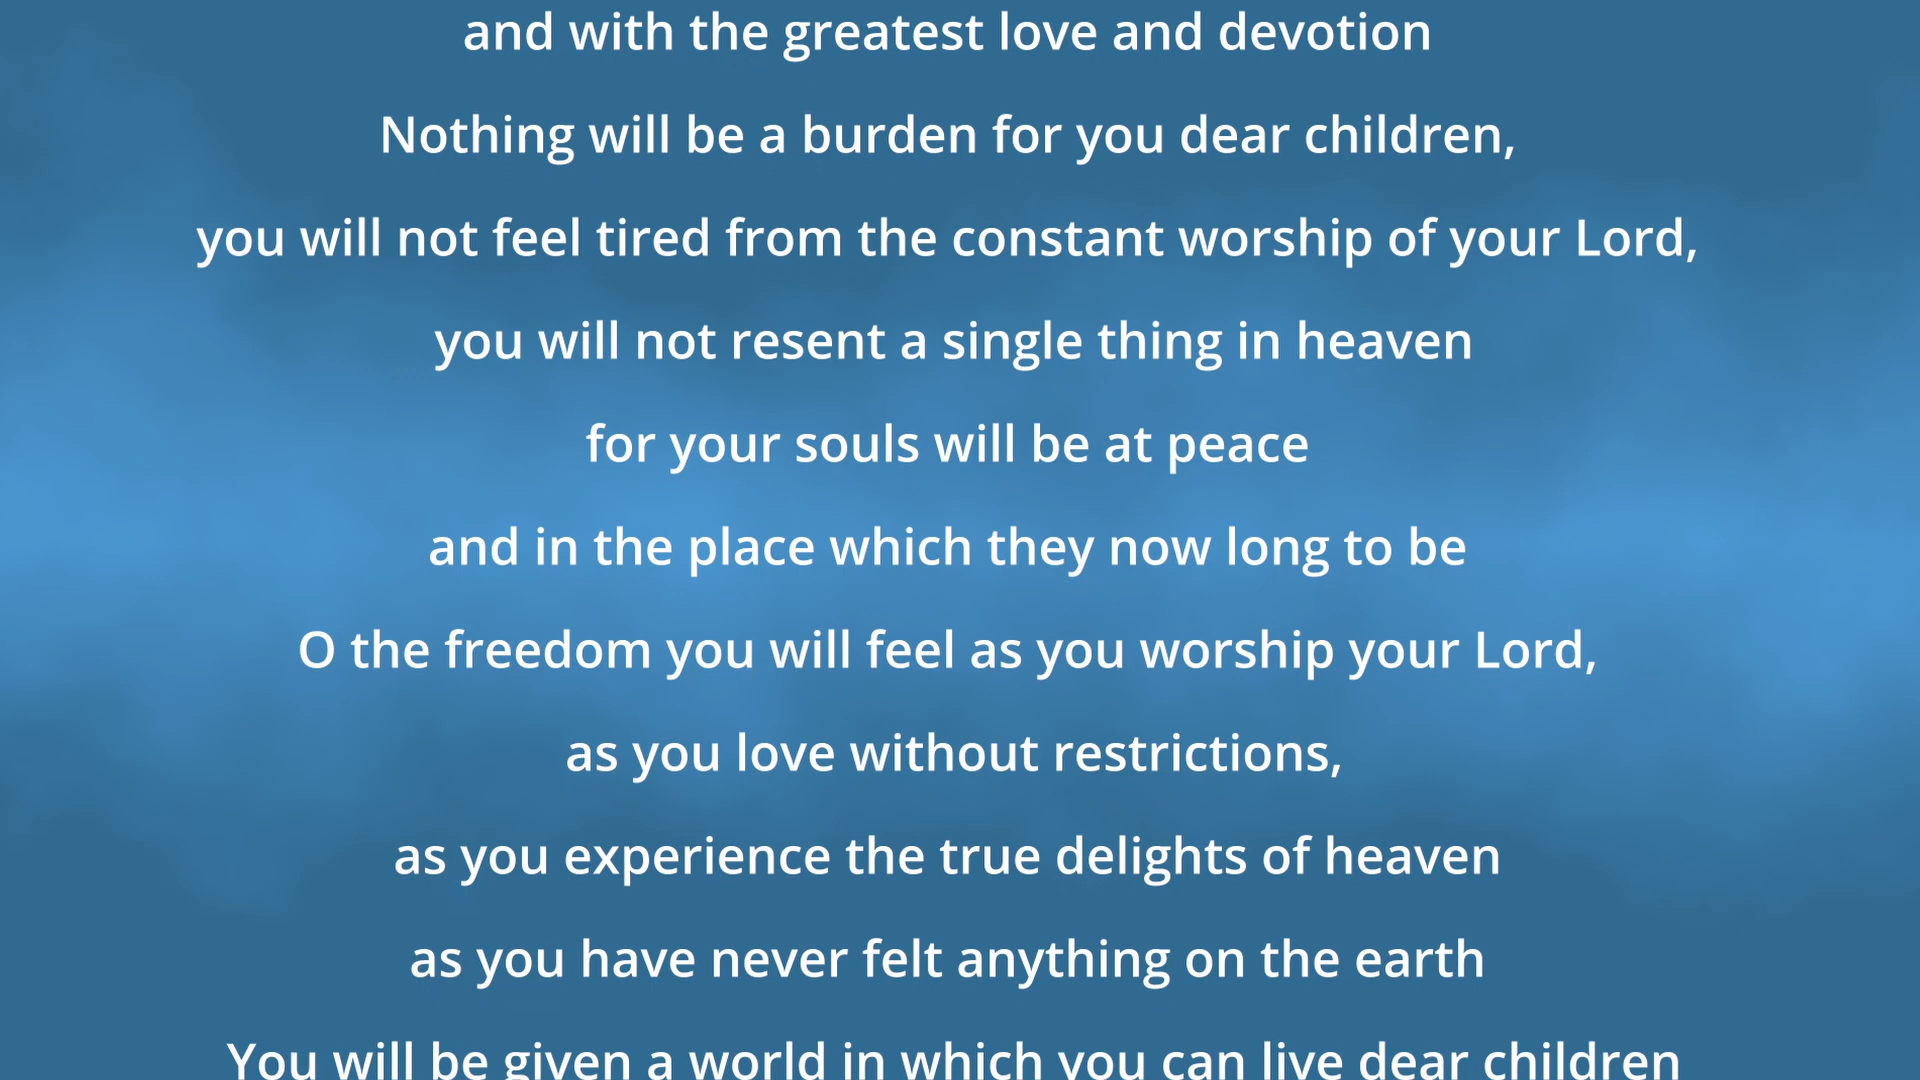 and with the greatest love and devotion
Nothing will be a burden for you dear children,
you will not feel tired from the constant worship of your Lord,
you will not resent a single thing in heaven
for your souls will be at peace
and in the place which they now long to be
O the freedom you will feel as you worship your Lord,
as you love without restrictions,
as you experience the true delights of heaven
as you have never felt anything on the earth
You will be given a world in which you can live dear children